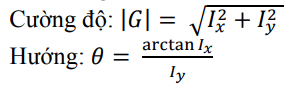 Cường độ: |G| = √(I_x^2 + I_y^2)
Hướng: θ = (arctan I_x)/(I_y)